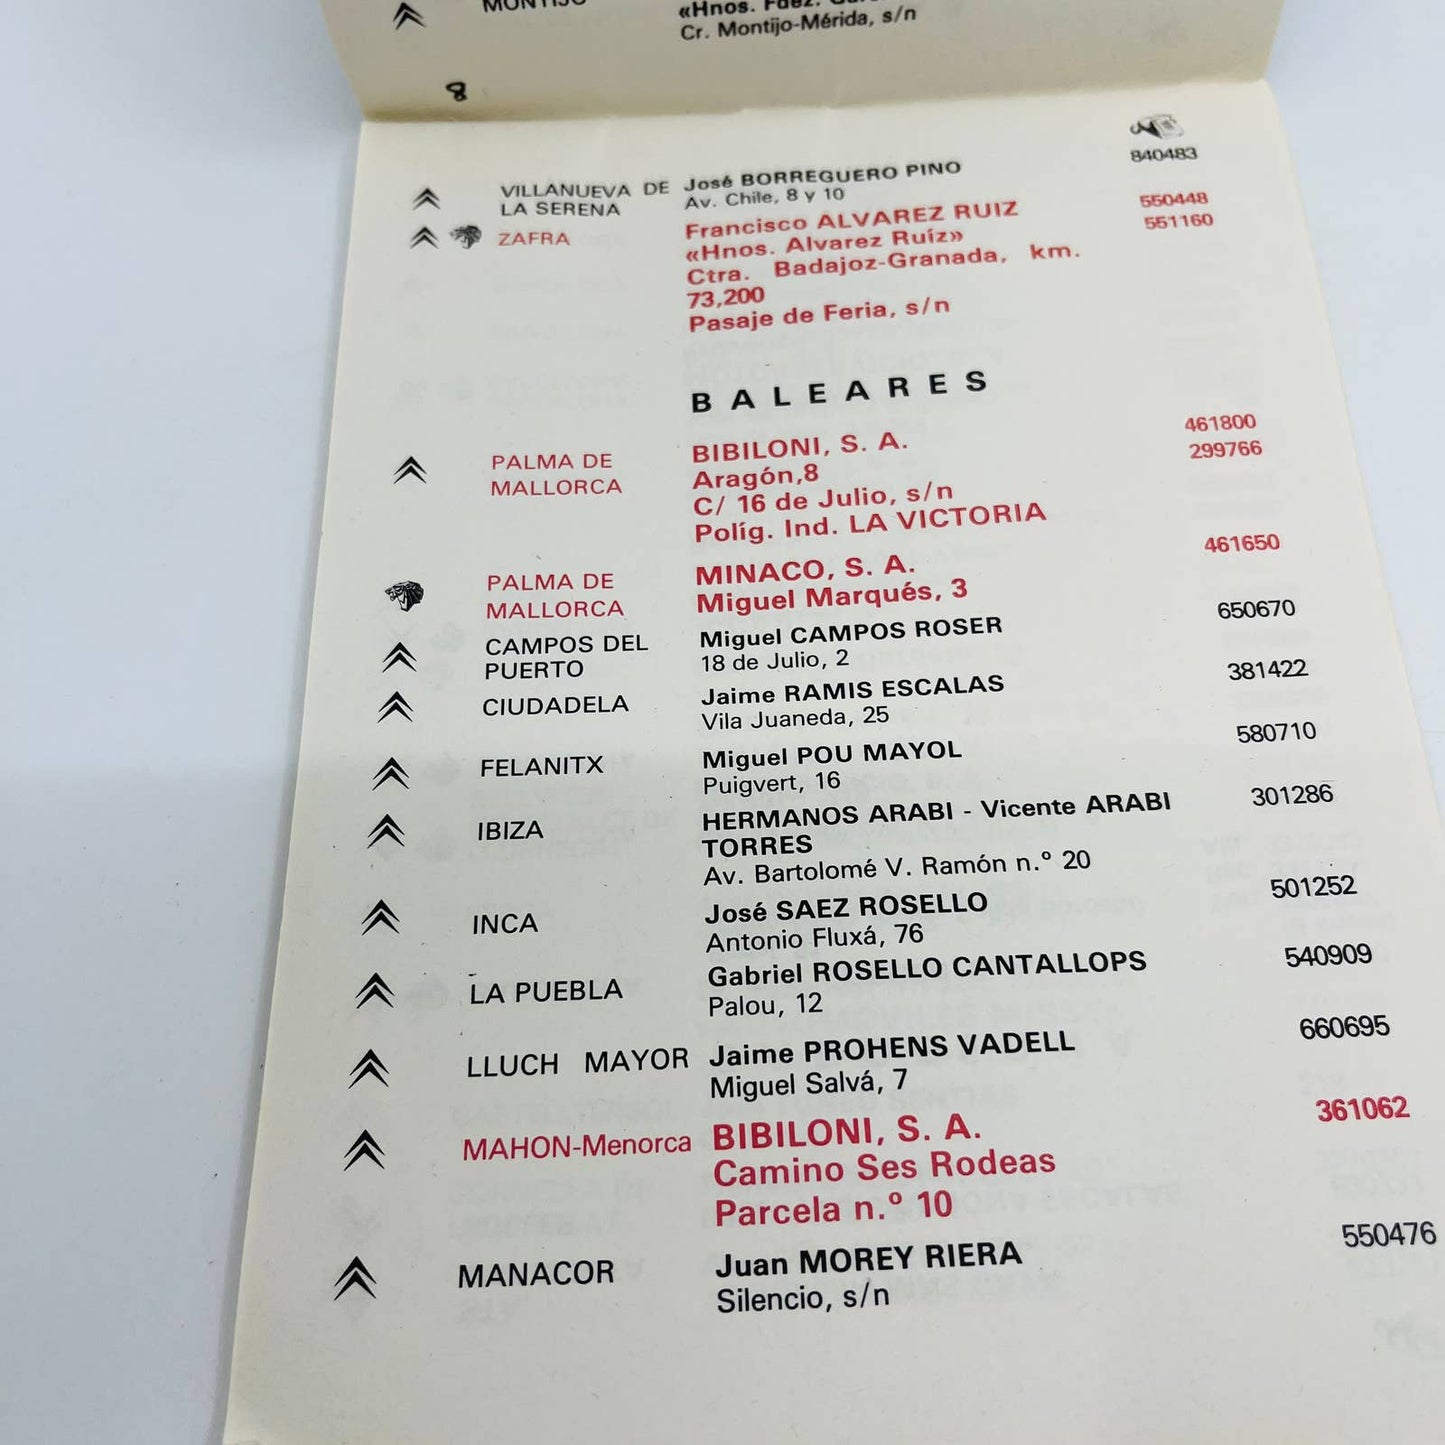 MONTIJO
«Hnos.
Cr. Montijo-Mérida, s/n
8
VILLANUEVA DE LA SERENA José BORREGUERO PINO 840483
Av. Chile, 8 y 10
ZAFRA Francisco ALVAREZ RUIZ 550448
«Hnos. Alvarez Ruíz» 551160
Ctra. Badajoz-Granada, km.
73,200
Pasaje de Feria, s/n
BALEARES
PALMA DE BIBILONI, S. A. 461800
MALLORCA Aragón,8 299766
C/ 16 de Julio, s/n
Políg. Ind. LA VICTORIA
PALMA DE MINACO, S. A. 461650
MALLORCA Miguel Marqués, 3
CAMPOS DEL Miguel CAMPOS ROSER 650670
PUERTO 18 de Julio, 2
CIUDADELA Jaime RAMIS ESCALAS 381422
Vila Juaneda, 25
FELANITX Miguel POU MAYOL 580710
Puigvert, 16
IBIZA HERMANOS ARABI - Vicente ARABI 301286
TORRES
Av. Bartolomé V. Ramón n.º 20
INCA José SAEZ ROSELLO 501252
Antonio Fluxá, 76
LA PUEBLA Gabriel ROSELLO CANTALLOPS 540909
Palou, 12
LLUCH MAYOR Jaime PROHENS VADELL 660695
Miguel Salvá, 7
MAHON-Menorca BIBILONI, S. A. 361062
Camino Ses Rodeas
Parcela n.º 10
MANACOR Juan MOREY RIERA 550476
Silencio, s/n